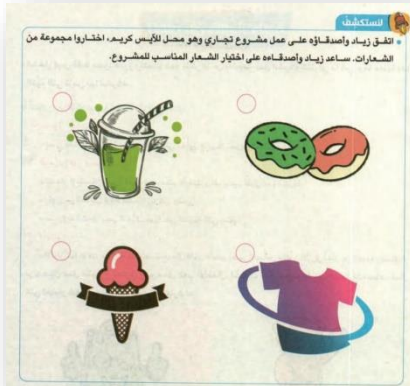 لنستكشف
• اتفق زياد وأصدقاؤه على عمل مشروع تجاري وهو محل للآيس كريم، اختاروا مجموعة من
الشعارات. ساعد زياد وأصدقاءه على اختيار الشعار المناسب للمشروع.